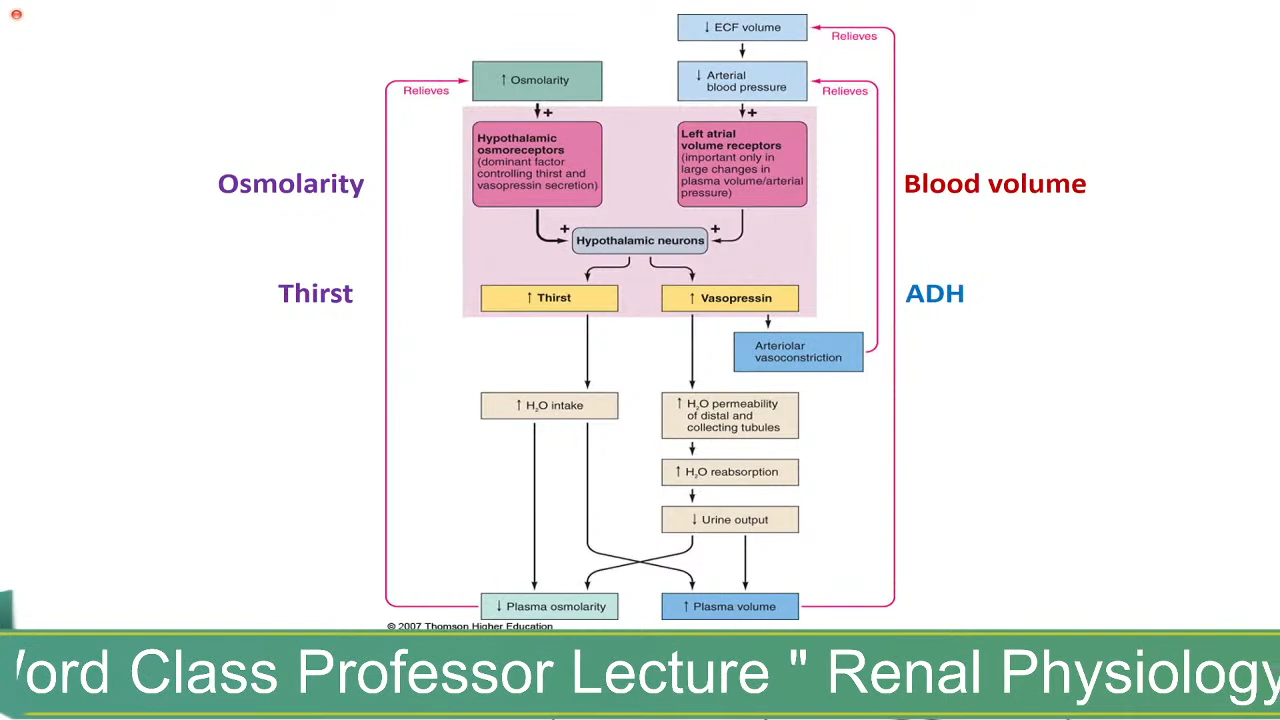 ↓ ECF volume
Relieves
↑ Osmolarity
↓ Arterial
blood pressure
Relieves
Relieves
+
+
Hypothalamic
osmoreceptors
(dominant factor
controlling thirst and
vasopressin secretion)
Left atrial
volume receptors
(important only in
large changes in
plasma volume/arterial
pressure)
Osmolarity
Blood volume
+
+
Hypothalamic neurons
Thirst
↑ Thirst
↑ Vasopressin
ADH
Arteriolar
vasoconstriction
↑ H₂O intake
↑ H₂O permeability
of distal and
collecting tubules
↑ H₂O reabsorption
↓ Urine output
↓ Plasma osmolarity
↑ Plasma volume
© 2007 Thomson Higher Education
Class Professor Lecture " Renal Physiology